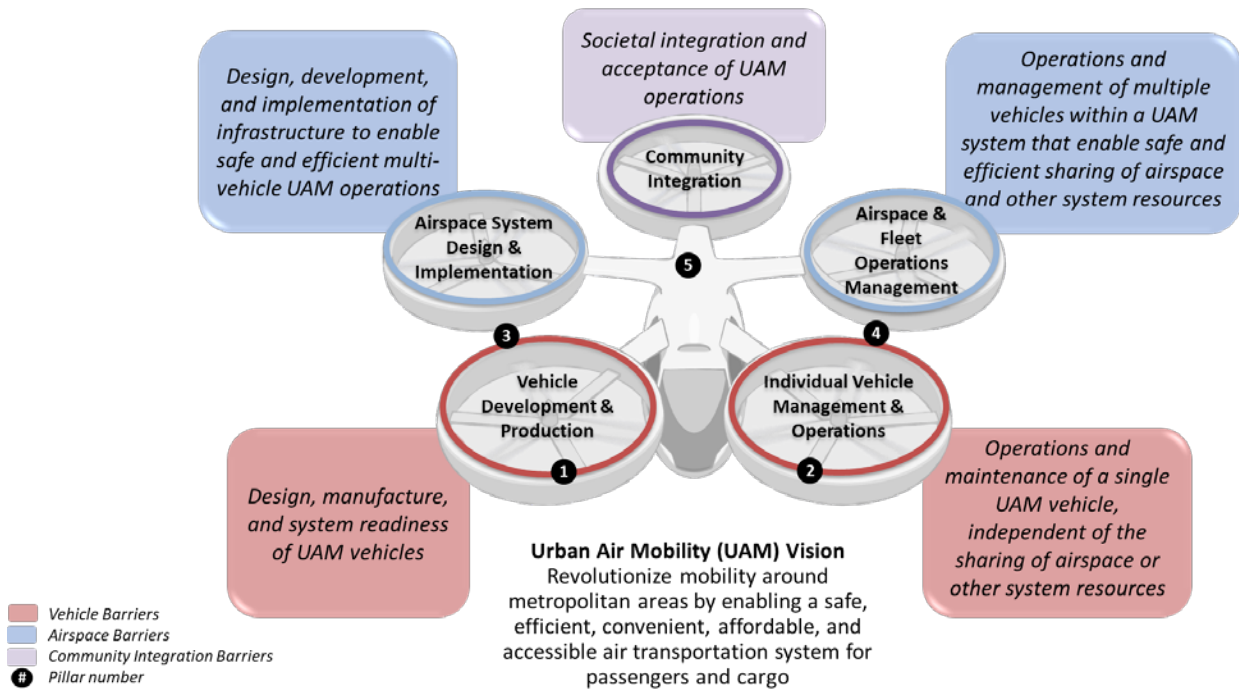 Design, development,
and implementation of
infrastructure to enable
safe and efficient multi-
vehicle UAM operations
Societal integration and
acceptance of UAM
operations
Operations and
management of multiple
vehicles within a UAM
system that enable safe and
efficient sharing of airspace
and other system resources
Community
Integration
Airspace System
Design &
Implementation
Airspace &
Fleet
Operations
Management
5
3
4
Vehicle
Development &
Production
Individual Vehicle
Management &
Operations
1
2
Design, manufacture,
and system readiness
of UAM vehicles
Operations and
maintenance of a single
UAM vehicle,
independent of the
sharing of airspace or
other system resources
Urban Air Mobility (UAM) Vision
Revolutionize mobility around
metropolitan areas by enabling a safe,
efficient, convenient, affordable, and
accessible air transportation system for
passengers and cargo
Vehicle Barriers
Airspace Barriers
Community Integration Barriers
# Pillar number